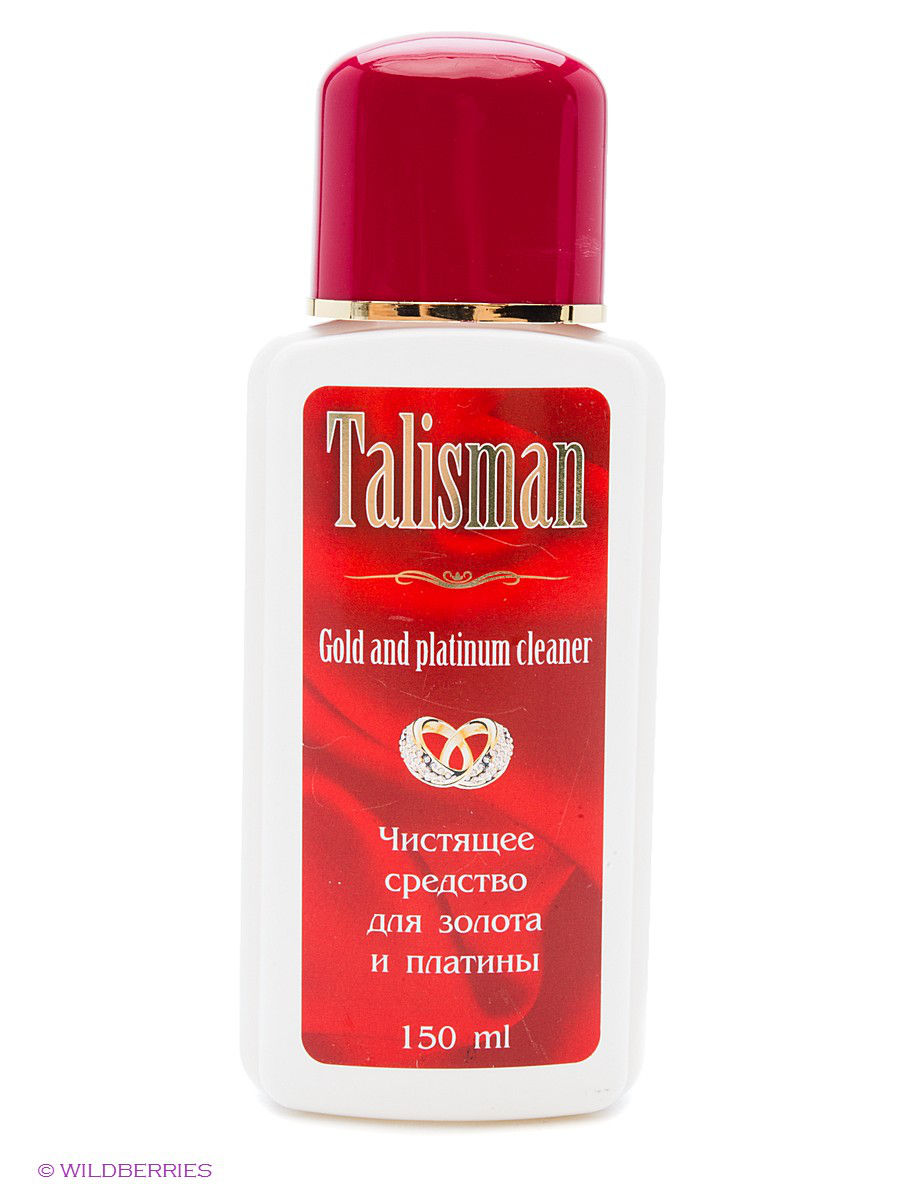 Talisman
Gold and platinum cleaner
Чистящее
средство
для золота
и платины
150 ml
© WILDBERRIES